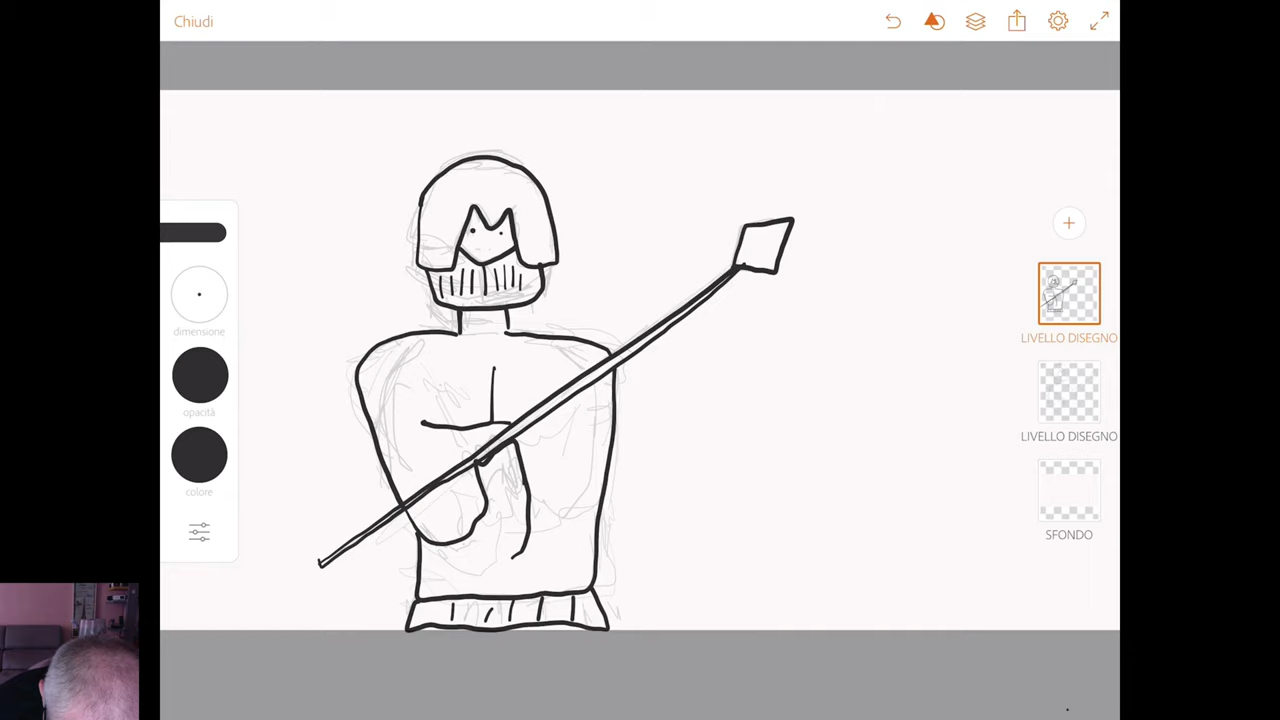 Chiudi
dimensione
opacità
colore
LIVELLO DISEGNO
LIVELLO DISEGNO
SFONDO